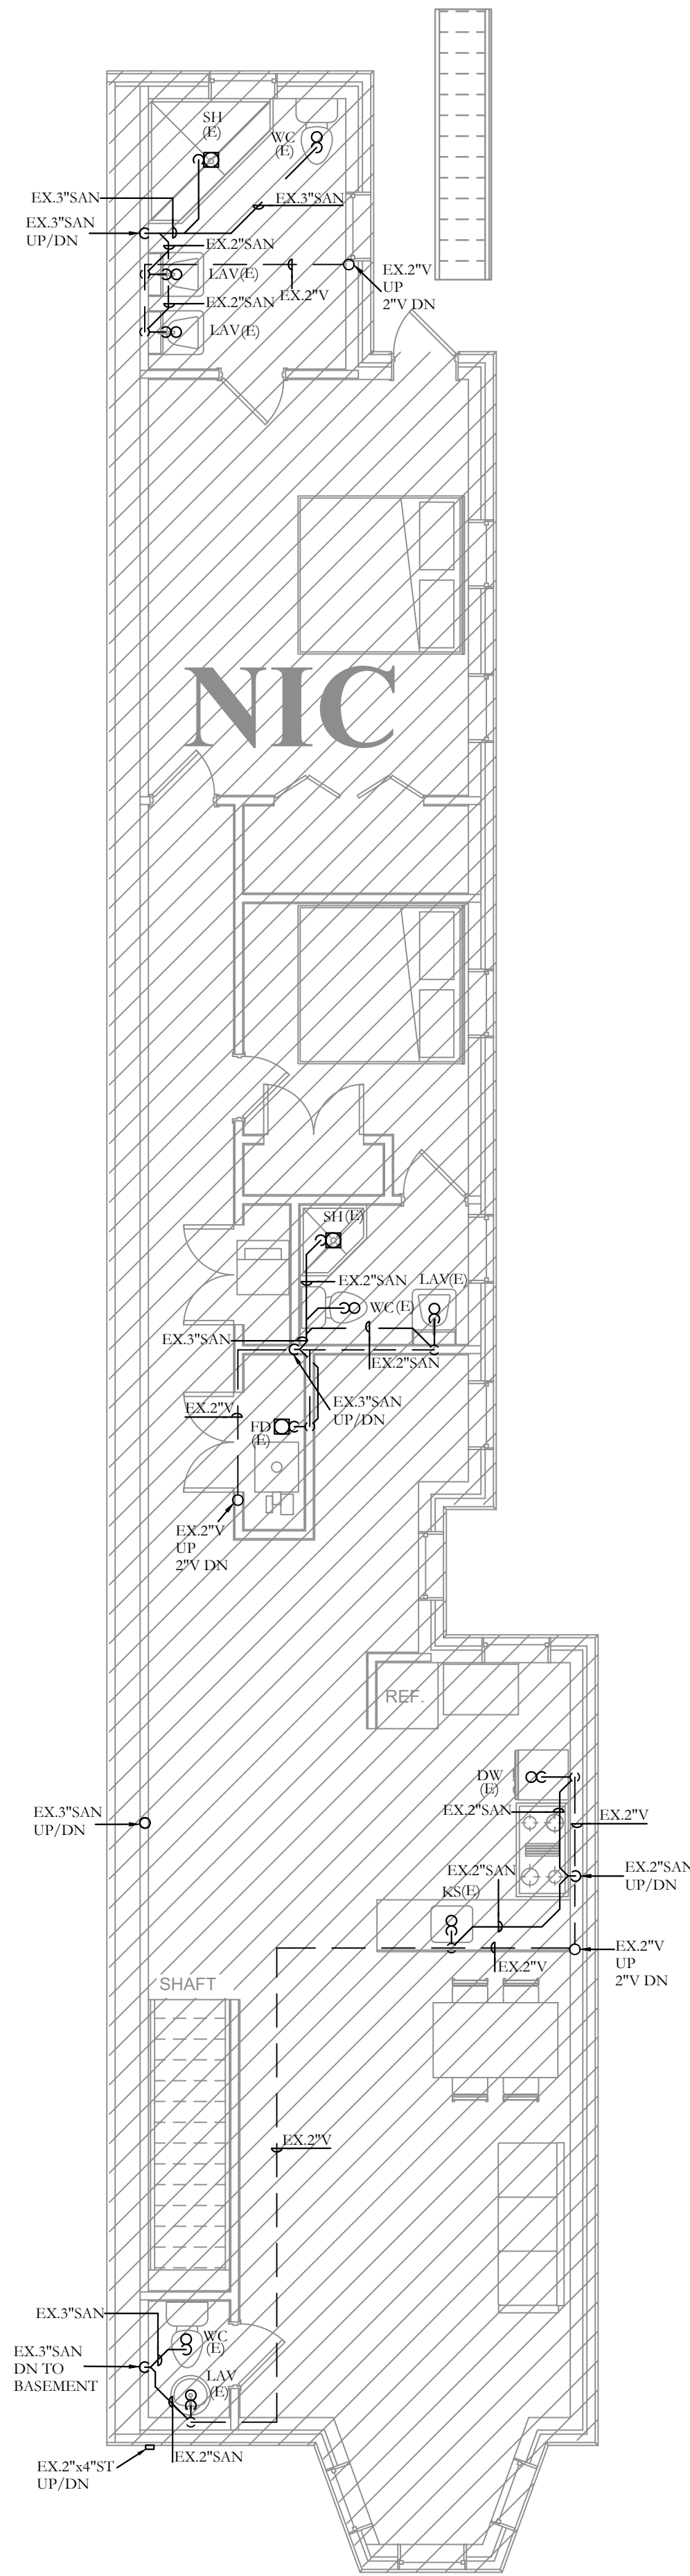 SH
(E)
WC
(E)
EX.3"SAN
EX.3"SAN
EX.3"SAN
UP/DN
EX.2"SAN
LAV(E)
EX.2"V
EX.2"V
UP
2"V DN
EX.2"SAN
LAV(E)
NIC
SH(E)
EX.2"SAN
LAV(E)
WC(E)
EX.3"SAN
EX.2"SAN
EX.3"SAN
UP/DN
EX.2"V
FD
(E)
EX.2"V
UP
2"V DN
REF.
DW
(E)
EX.3"SAN
UP/DN
EX.2"SAN
EX.2"V
EX.2"SAN
EX.2"SAN
UP/DN
KS(E)
EX.2"V
EX.2"V
UP
2"V DN
SHAFT
EX.2"V
EX.3"SAN
WC
(E)
EX.3"SAN
DN TO
BASEMENT
LAV
(E)
EX.2"SAN
EX.2"x4"ST
UP/DN